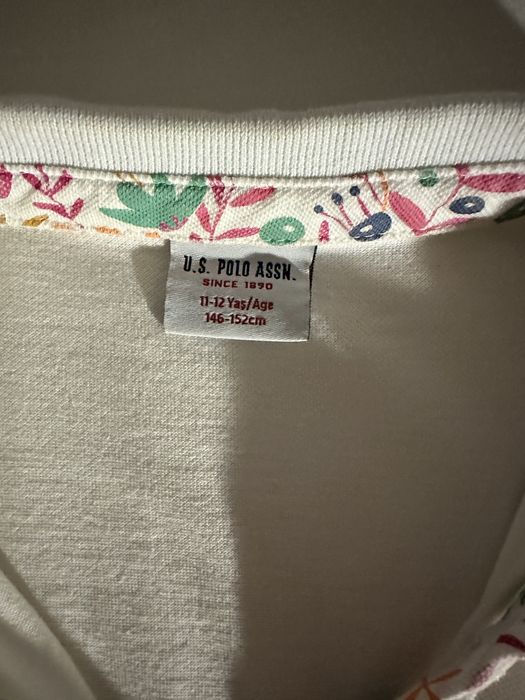 U.S. POLO ASSN.
SINCE 1890
11-12 Yaş/Age
146-152cm